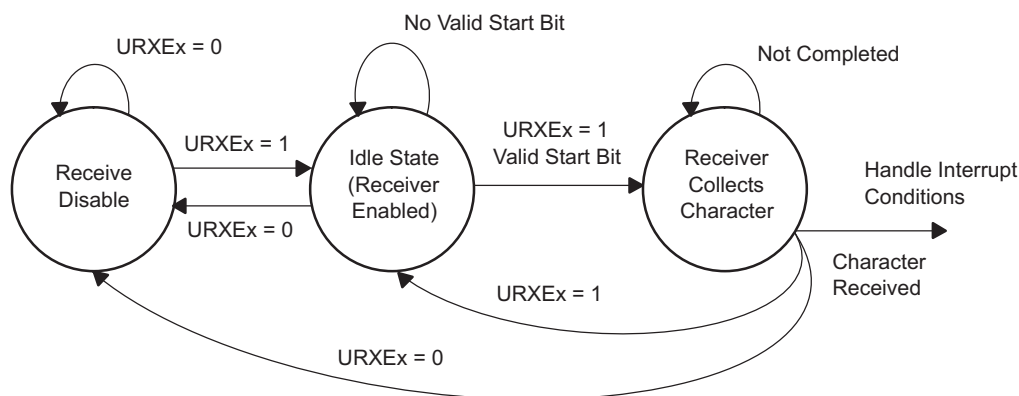 No Valid Start Bit
URXEx = 0
Not Completed
URXEx = 1
URXEx = 1
Valid Start Bit
Receive
Disable
Idle State
(Receiver
Enabled)
Receiver
Collects
Character
Handle Interrupt
Conditions
URXEx = 0
Character
Received
URXEx = 1
URXEx = 0